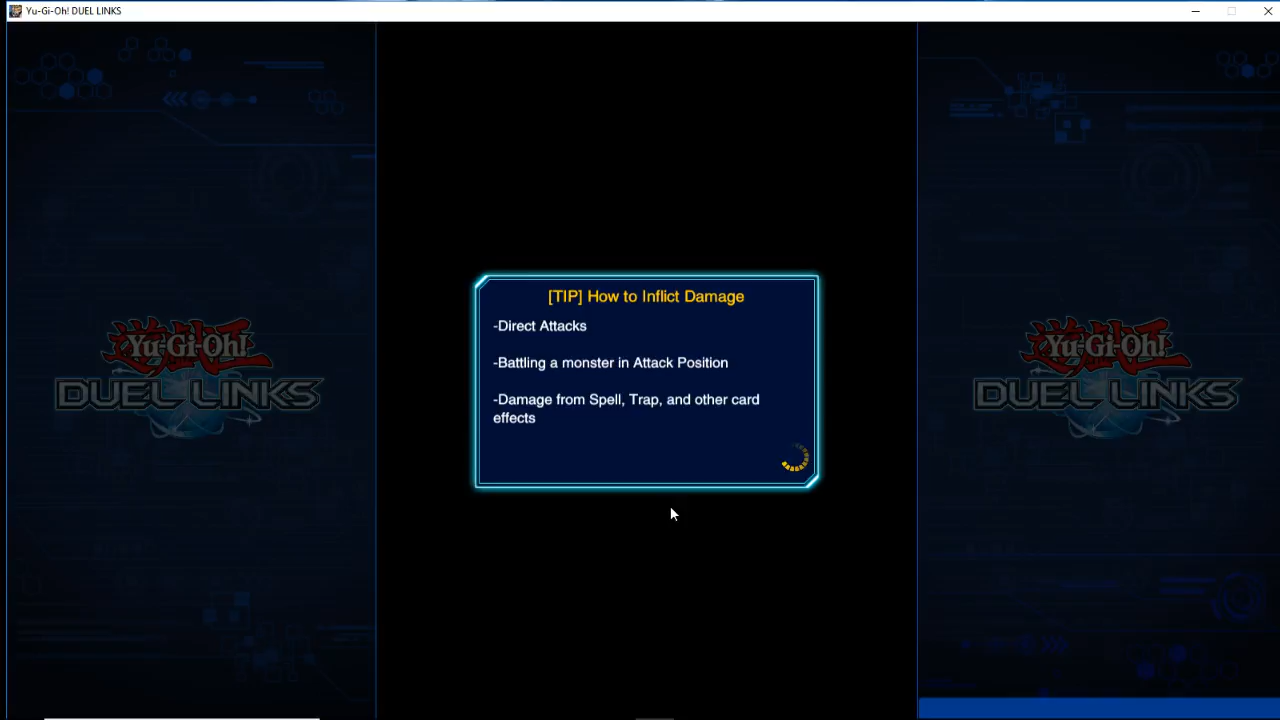 Yu-Gi-Oh! DUEL LINKS
[TIP] How to Inflict Damage
-Direct Attacks
-Battling a monster in Attack Position
-Damage from Spell, Trap, and other card
effects
Yu-Gi-Oh!
DUEL LINKS
Yu-Gi-Oh!
DUEL LINKS